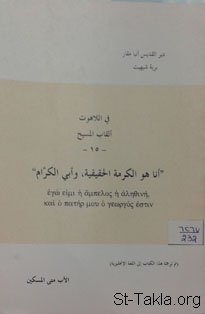 دير القديس أنبا مقار
برية شيهيت
في اللاهوت
ألقاب المسيح
- ١٥ -
"أنا هو الكرمة الحقيقية، وأبي الكرّام"
ἐγώ εἰμι ἡ ἄμπελος ἡ ἀληθινή,
καὶ ὁ πατήρ μου ὁ γεωργός ἐστιν
232
الأب متى المسكين
St-Takla.org